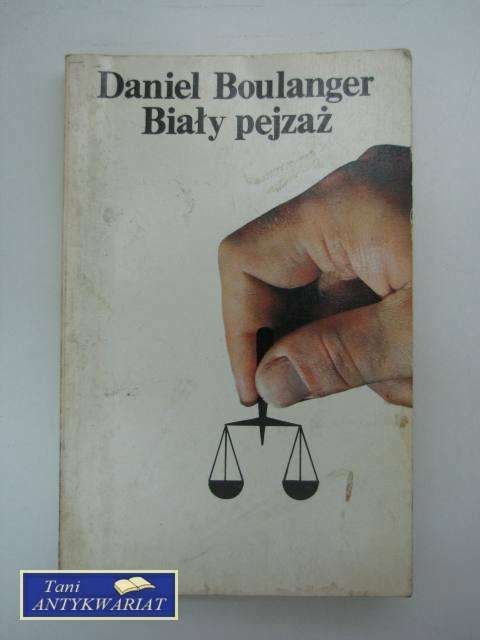 Daniel Boulanger
Biały pejzaż
Tani
ANTYKWARIAT